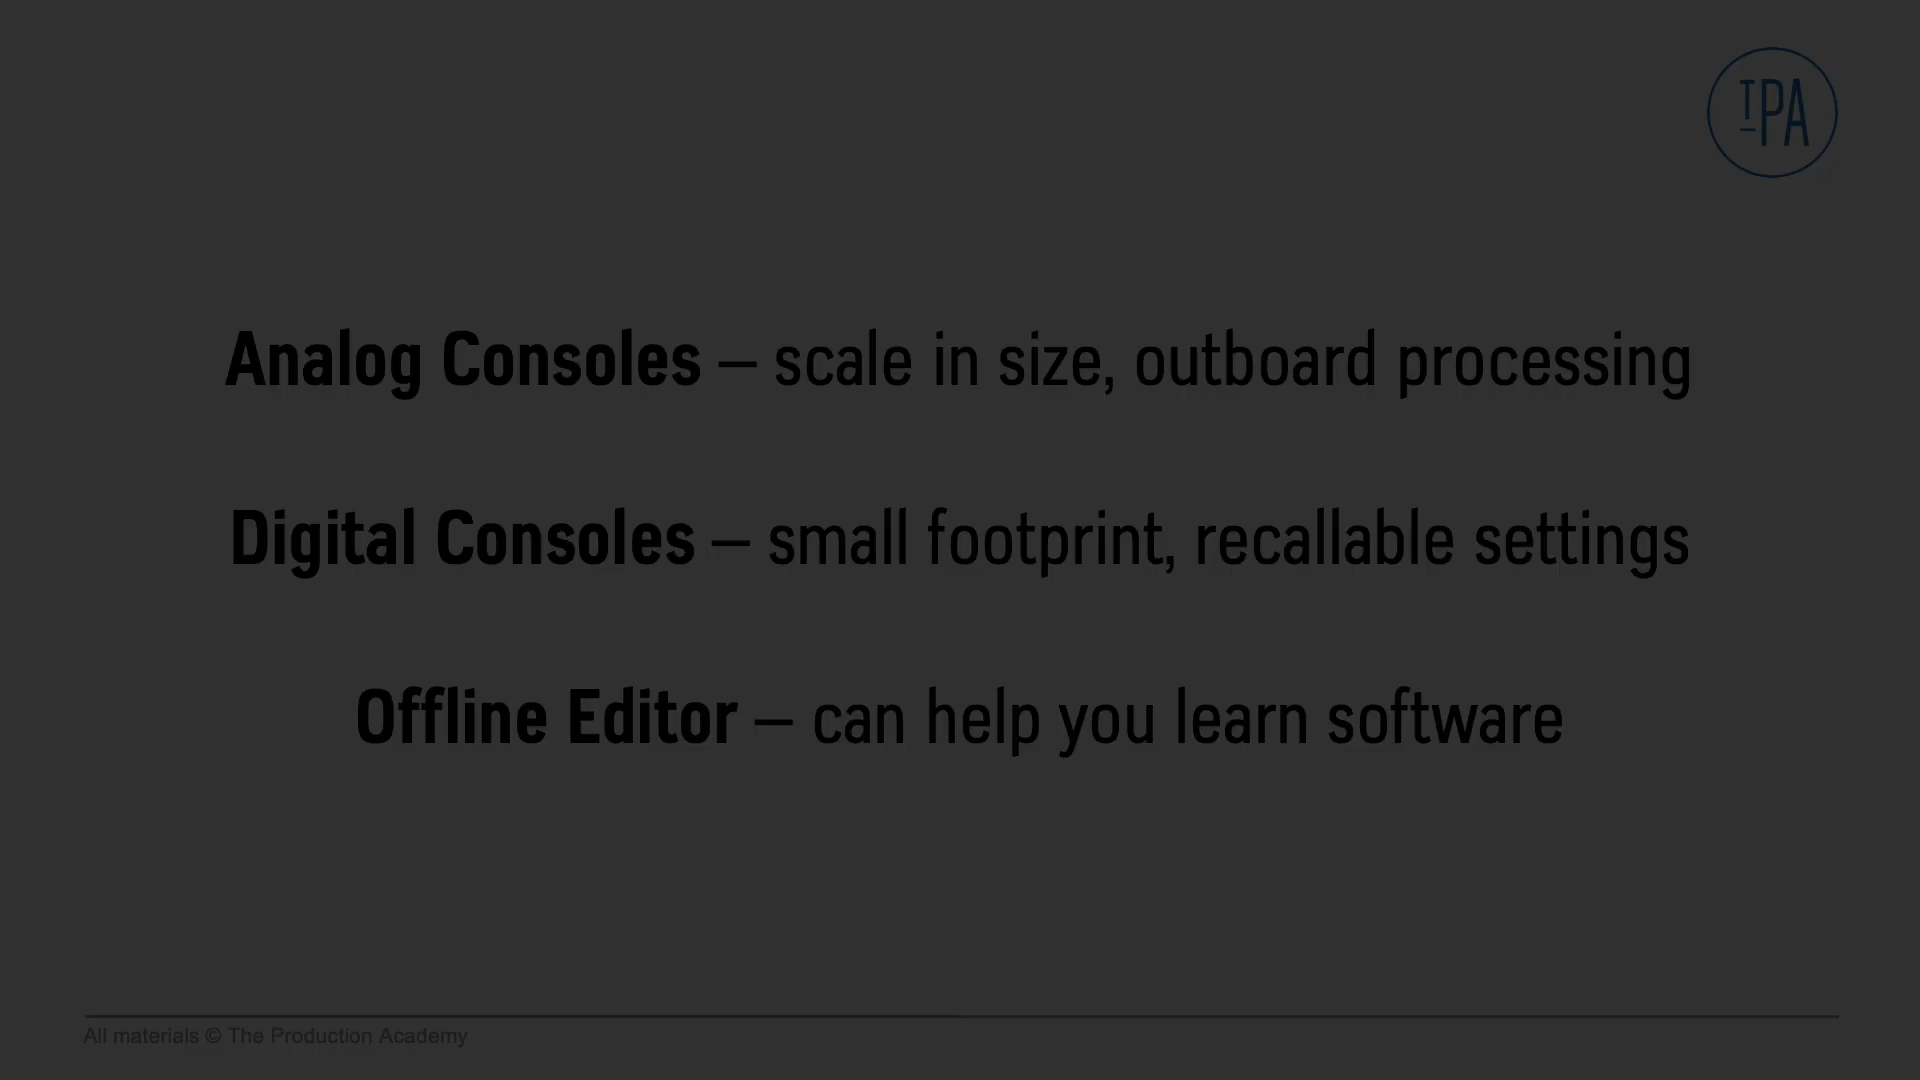 TPA
Analog Consoles – scale in size, outboard processing
Digital Consoles – small footprint, recallable settings
Offline Editor – can help you learn software
All materials © The Production Academy